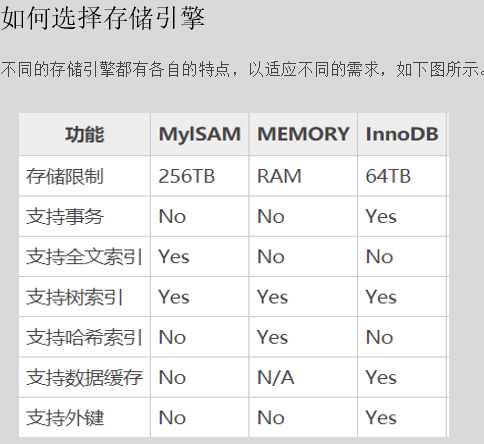 如何选择存储引擎
不同的存储引擎都有各自的特点，以适应不同的需求，如下图所示。
功能 MyISAM MEMORY InnoDB
存储限制 256TB RAM 64TB
支持事务 No No Yes
支持全文索引 Yes No No
支持树索引 Yes Yes Yes
支持哈希索引 No Yes No
支持数据缓存 No N/A Yes
支持外键 No No Yes